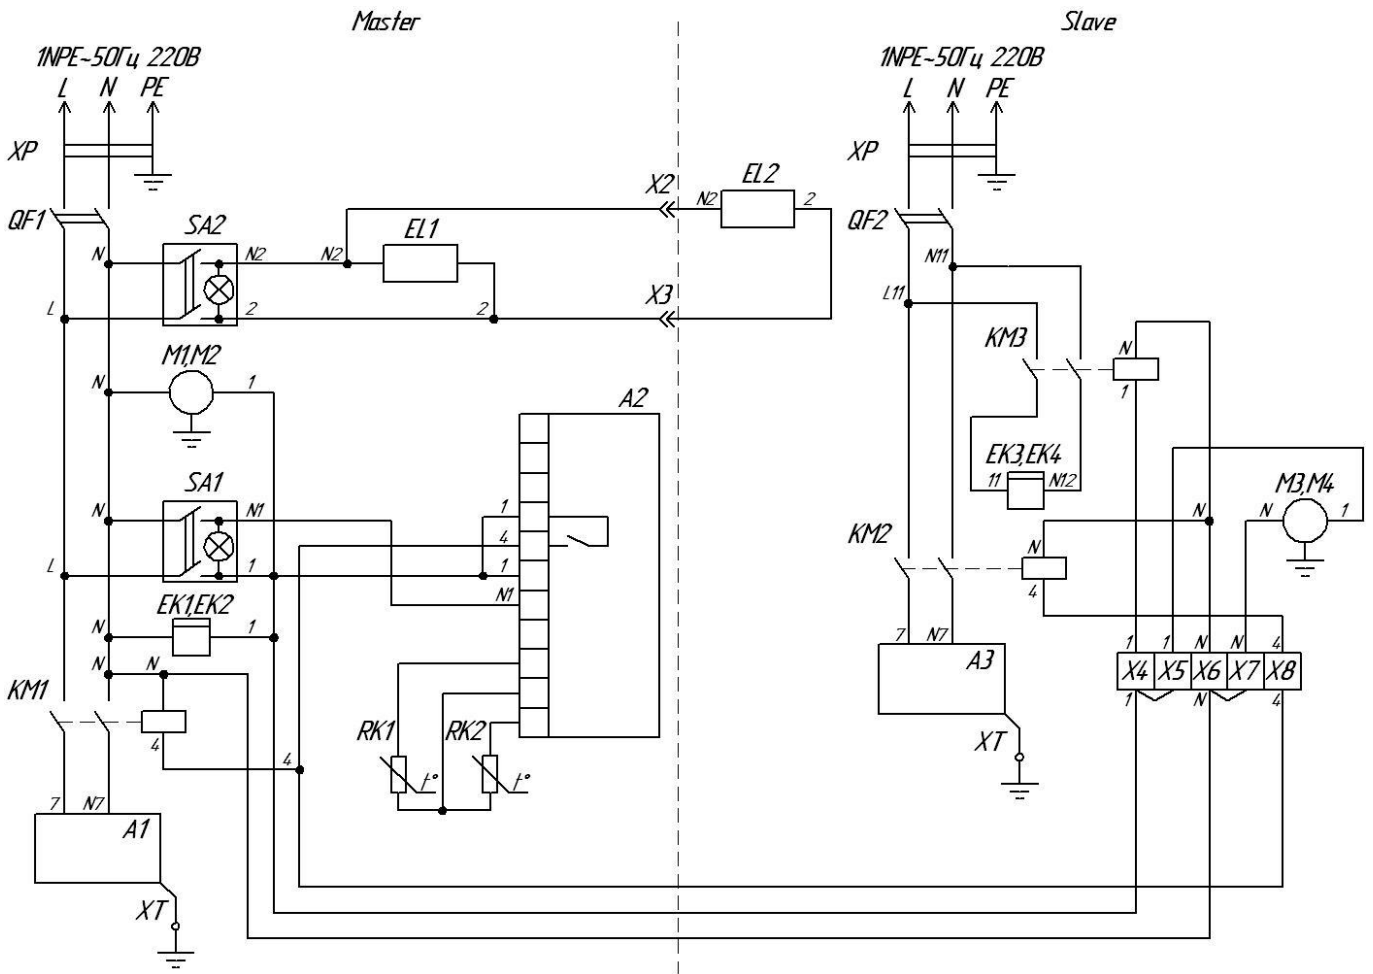 Master
Slave
1NPE~50Гц 220В
1NPE~50Гц 220В
L N PE
L N PE
XP
XP
X2
N2
EL2
2
QF1
SA2
EL1
QF2
N
N2
N2
N11
L
2
2
X3
L11
KM3
N
1
M1,M2
N
1
A2
EK3,EK4
11
N12
M3,M4
SA1
N
N1
1
N
N
1
L
1
4
KM2
N
1
4
N1
EK1,EK2
N
1
7
N7
1
1
N
N
4
N
N
A3
X4
X5
X6
X7
X8
KM1
1
N
4
4
4
RK1
t°
RK2
t°
XT
7
N7
A1
XT